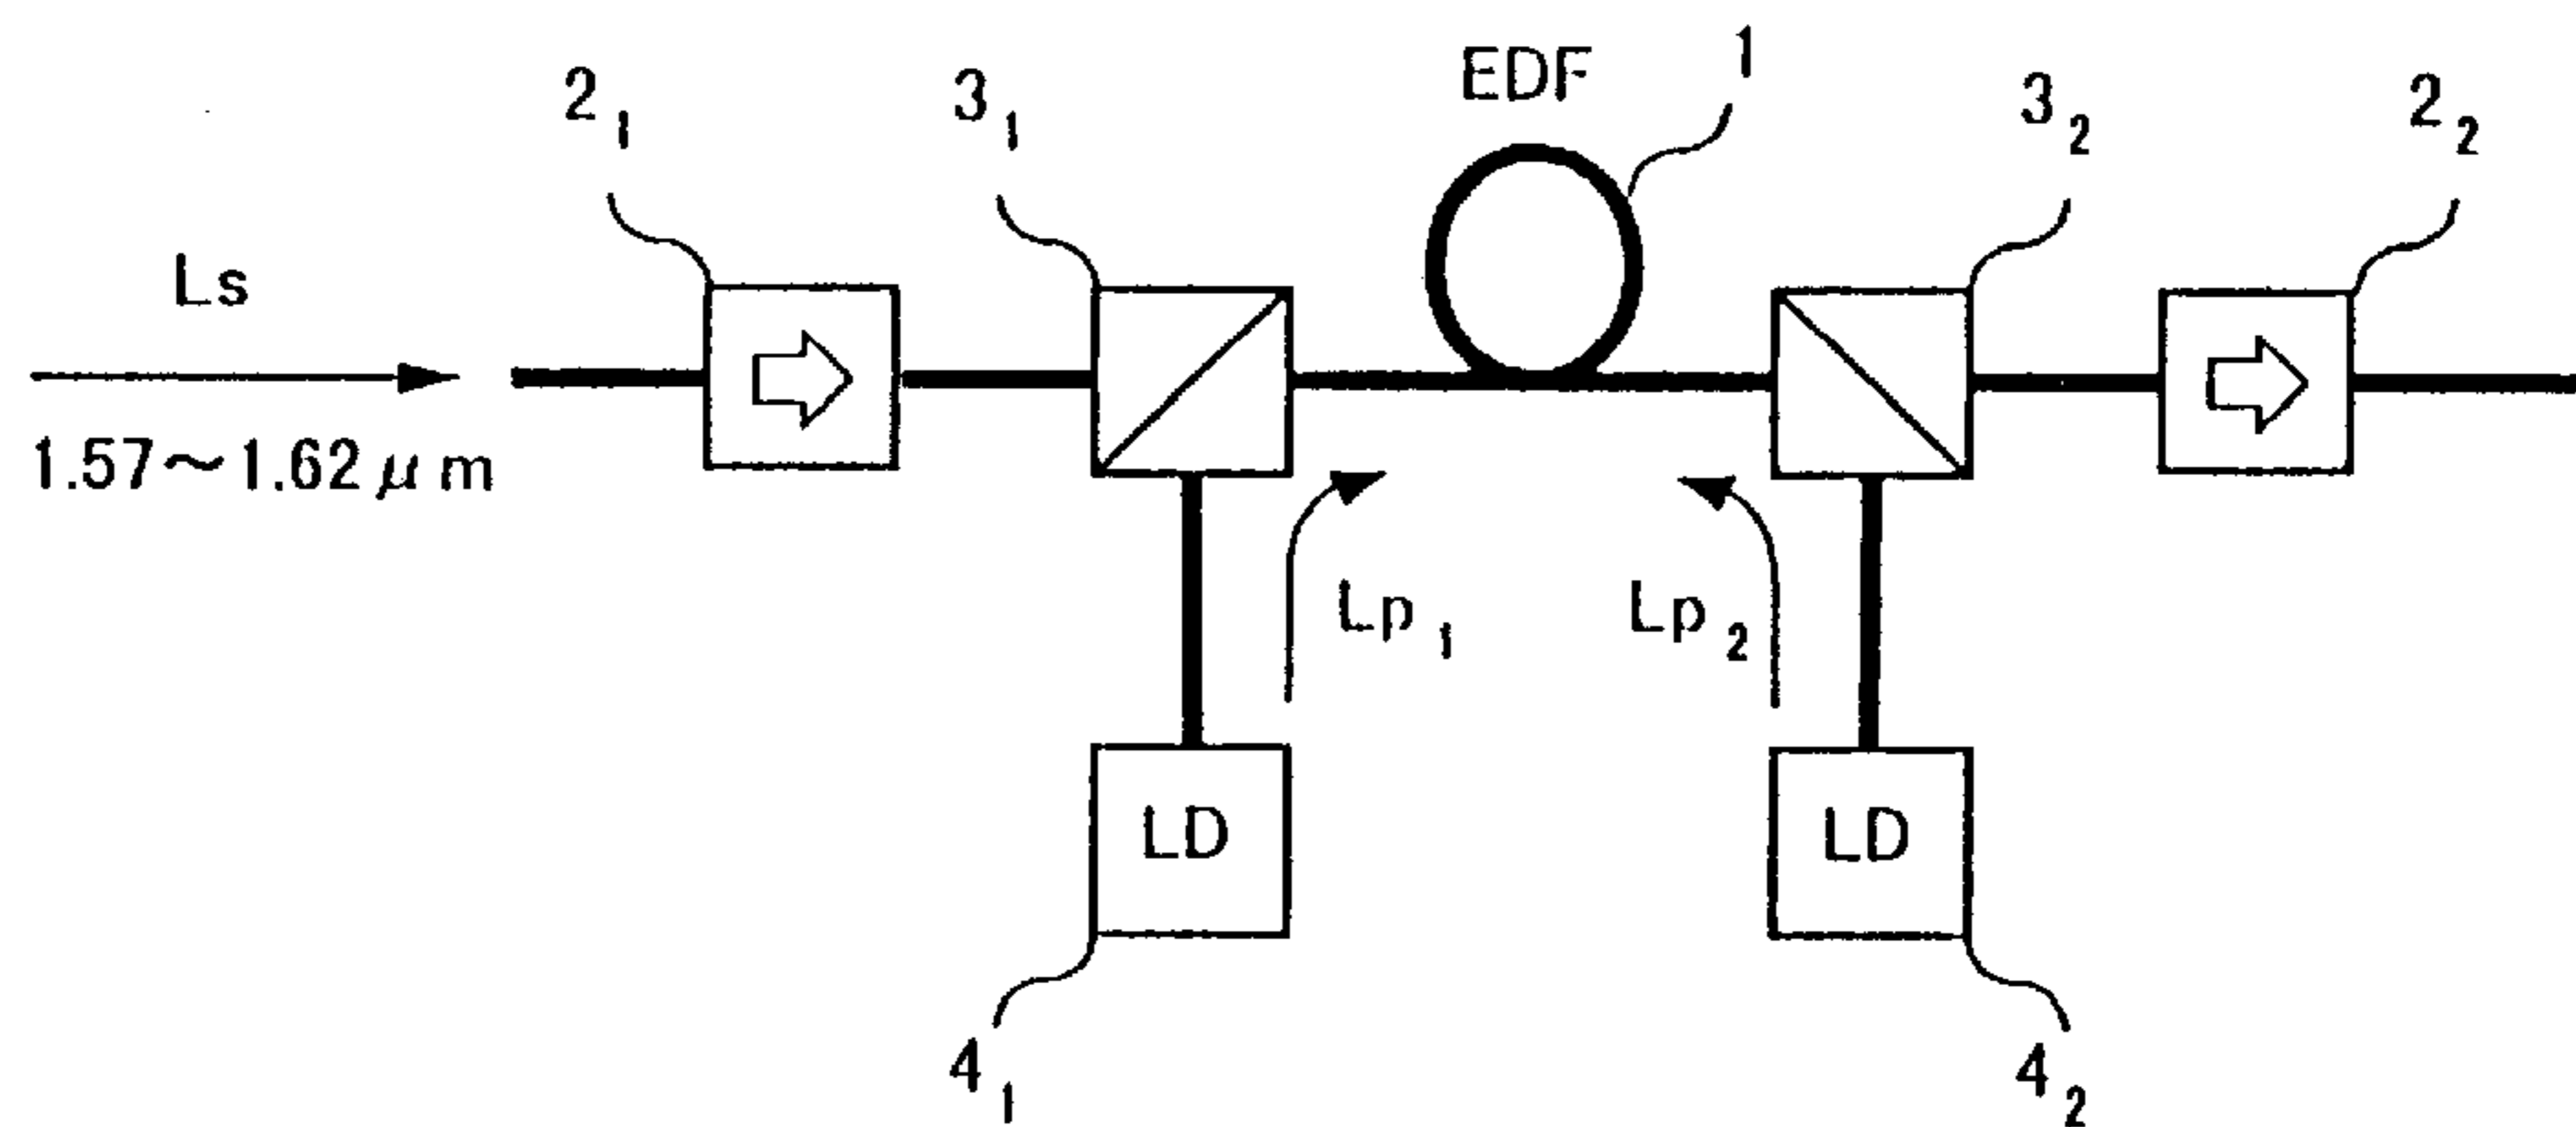 EDF
1
2₁
3₁
3₂
2₂
Ls
1.57～1.62μm
Lp₁
Lp₂
LD
LD
4₁
4₂